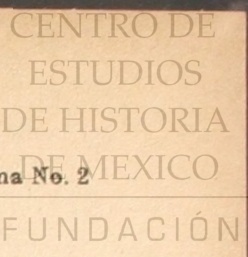 CENTRO DE
ESTUDIOS
DE HISTORIA
DE MEXICO
na No. 2
FUNDACIÓN